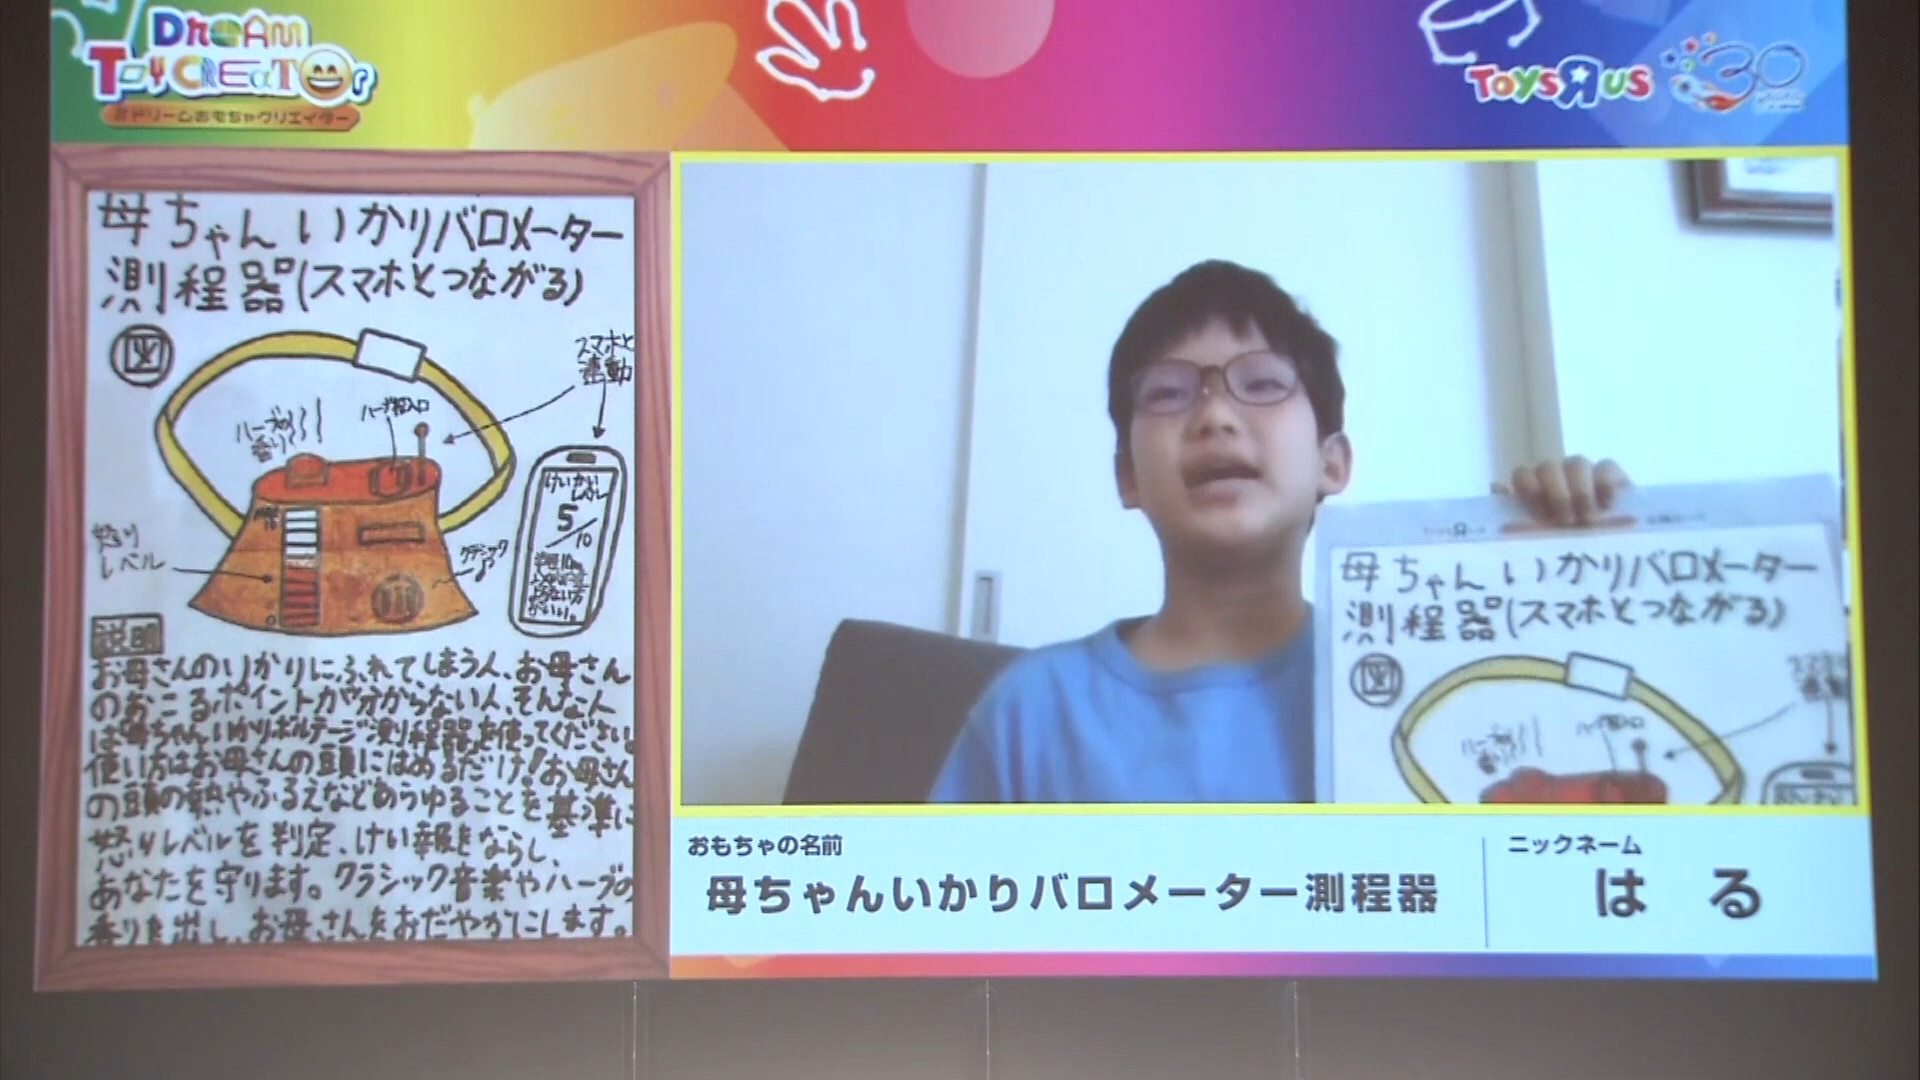 DREAM
TOY CREATOR
#ドリームおもちゃクリエイター
TOYSЯUS
30
母ちゃんいかりバロメーター
測程器(スマホとつながる)
図
スマホと
連動
ハーブの
香り
怒り
レベル
けいかい
レベル
5/10
クラシック
説明
お母さんのいかりにふれてしまう人、お母さん
のおこるポイントが分からない人、そんな人
は「母ちゃんいかりボルテージ測程器」を使ってください。
使い方はお母さんの頭にはめるだけ!お母さん
の頭の熱やふるえなどあらゆることを基準に
怒りレベルを判定、けい報をならし、
あなたを守ります。クラシック音楽やハーブの
香りを出し、お母さんをおだやかにします。
母ちゃんいかりバロメーター
測程器(スマホとつながる)
図
おもちゃの名前
母ちゃんいかりバロメーター測程器
ニックネーム
はる